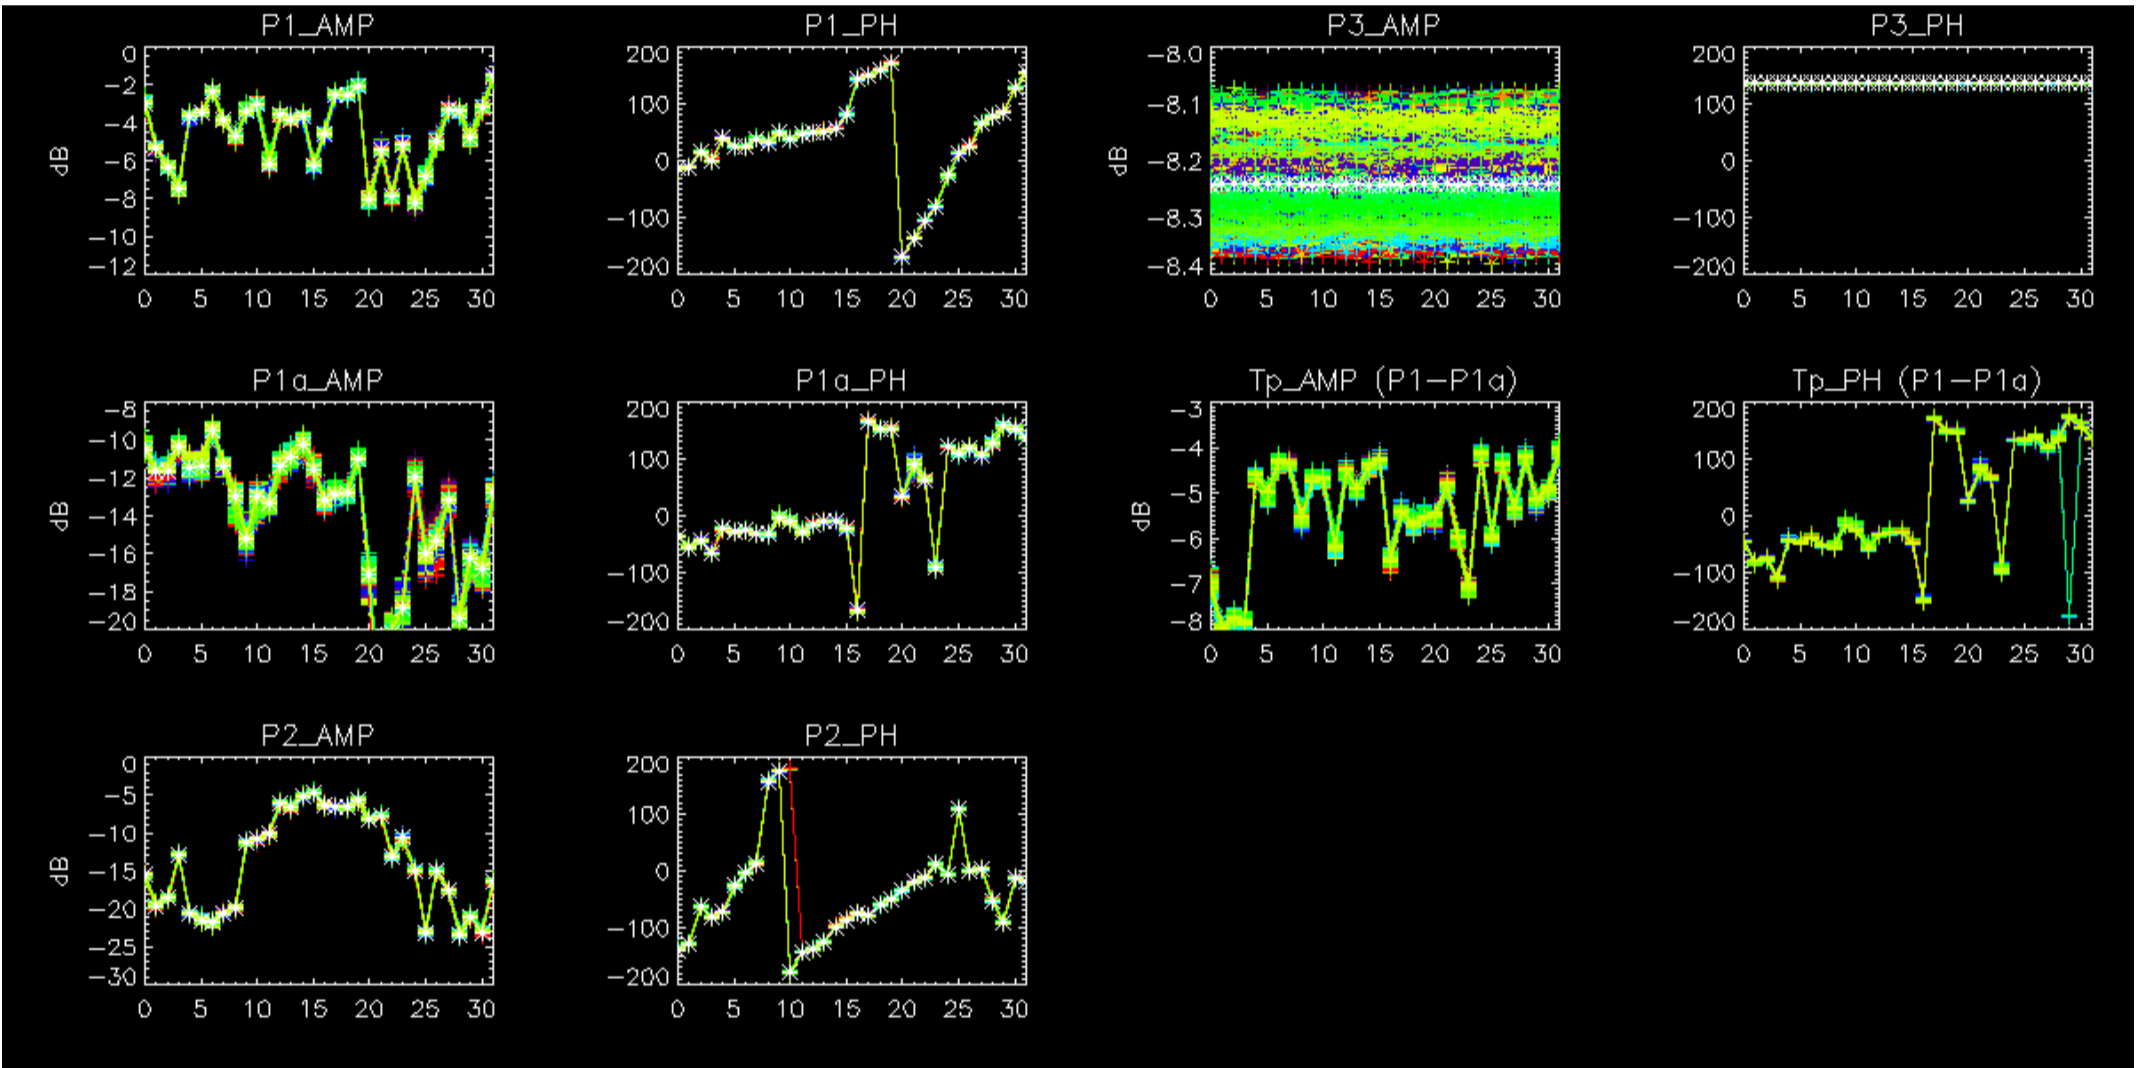 P1_AMP
P1_PH
P3_AMP
P3_PH
0
-2
-4
-6
-8
-10
-12
dB
0 5 10 15 20 25 30
200
100
0
-100
-200
0 5 10 15 20 25 30
-8.0
-8.1
-8.2
-8.3
-8.4
dB
0 5 10 15 20 25 30
200
100
0
-100
-200
0 5 10 15 20 25 30
P1a_AMP
P1a_PH
Tp_AMP (P1-P1a)
Tp_PH (P1-P1a)
-8
-10
-12
-14
-16
-18
-20
dB
0 5 10 15 20 25 30
200
100
0
-100
-200
0 5 10 15 20 25 30
-3
-4
-5
-6
-7
-8
dB
0 5 10 15 20 25 30
200
100
0
-100
-200
0 5 10 15 20 25 30
P2_AMP
P2_PH
0
-5
-10
-15
-20
-25
-30
dB
0 5 10 15 20 25 30
200
100
0
-100
-200
0 5 10 15 20 25 30